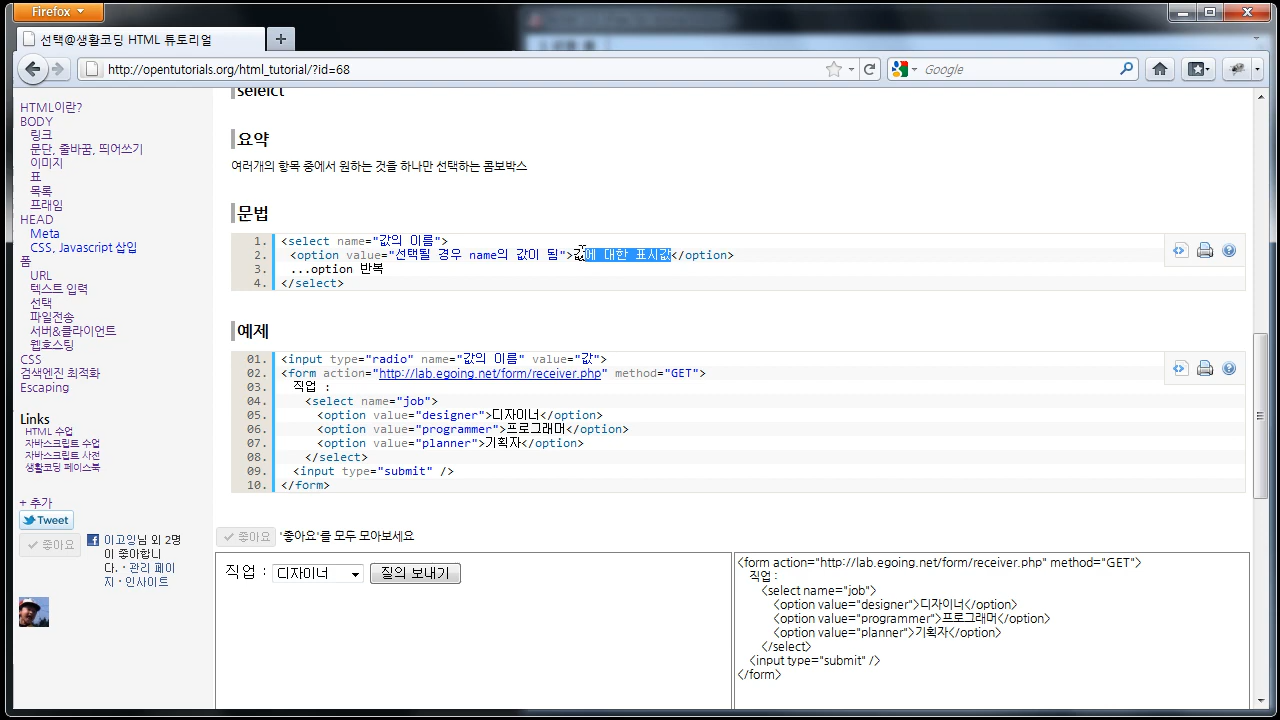 Firefox
선택@생활코딩 HTML 튜토리얼
http://opentutorials.org/html_tutorial/?id=68
Google
HTML이란?
BODY
링크
문단, 줄바꿈, 띄어쓰기
이미지
표
목록
프래임
HEAD
Meta
CSS, Javascript 삽입
폼
URL
텍스트 입력
선택
파일전송
서버&클라이언트
웹호스팅
CSS
검색엔진 최적화
Escaping
Links
HTML 수업
자바스크립트 수업
자바스크립트 사전
생활코딩 페이스북
+ 추가
Tweet
좋아요
이고잉님 외 2명
이 좋아합니
다. · 관리 페이
지 · 인사이트
요약
여러개의 항목 중에서 원하는 것을 하나만 선택하는 콤보박스
문법
1. <select name="값의 이름">
2. <option value="선택될 경우 name의 값이 됨">값에 대한 표시값</option>
3. ...option 반복
4. </select>
예제
01. <input type="radio" name="값의 이름" value="값">
02. <form action="http://lab.egoing.net/form/receiver.php" method="GET">
03. 직업 :
04. <select name="job">
05. <option value="designer">디자이너</option>
06. <option value="programmer">프로그래머</option>
07. <option value="planner">기획자</option>
08. </select>
09. <input type="submit" />
10. </form>
좋아요 '좋아요'를 모두 모아보세요
직업 : 디자이너 질의 보내기
<form action="http://lab.egoing.net/form/receiver.php" method="GET">
직업 :
<select name="job">
<option value="designer">디자이너</option>
<option value="programmer">프로그래머</option>
<option value="planner">기획자</option>
</select>
<input type="submit" />
</form>